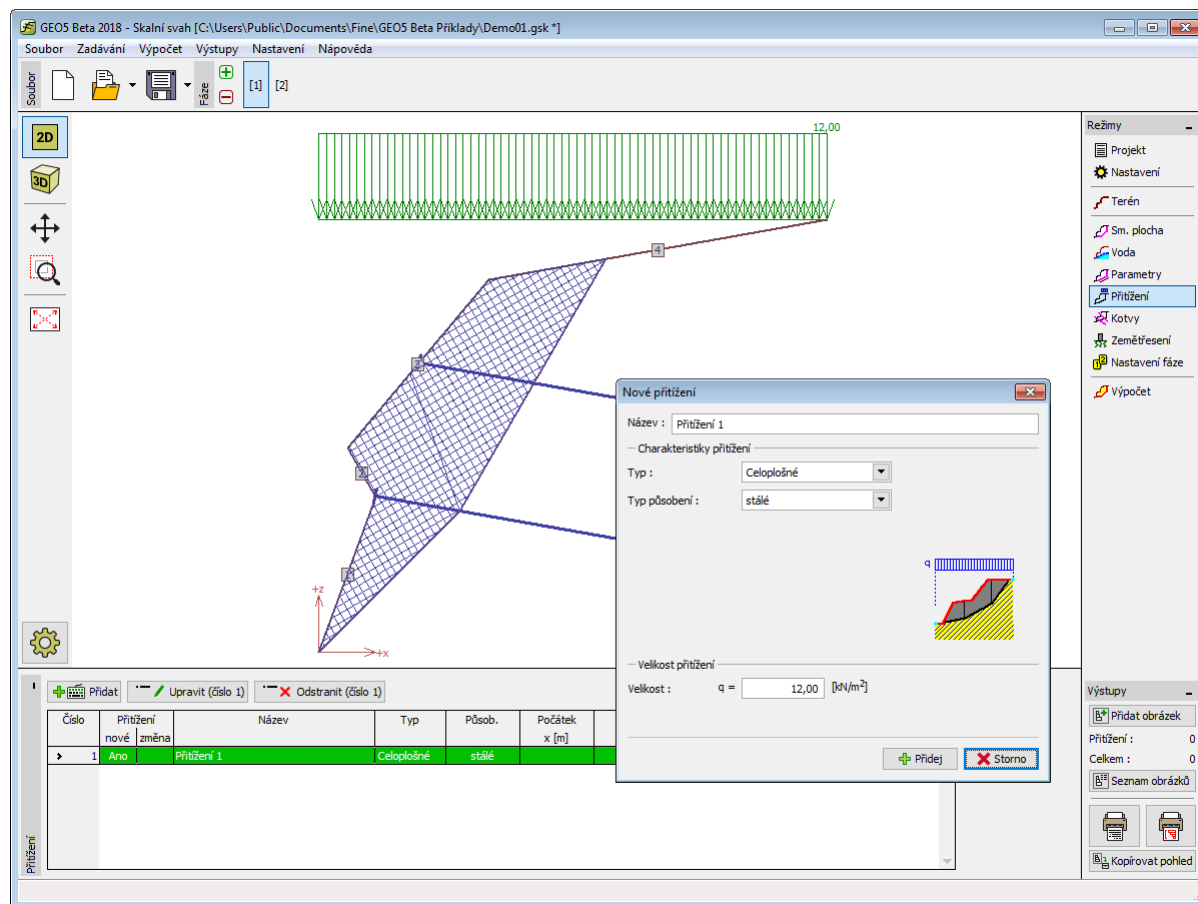 GEO5 Beta 2018 - Skalní svah [C:\Users\Public\Documents\Fine\GEO5 Beta Příklady\Demo01.gsk *]
Soubor Zadávání Výpočet Výstupy Nastavení Nápověda
Soubor
Fáze
[1] [2]
2D
3D
12,00
4
+z
+x
Režimy
Projekt
Nastavení
Terén
Sm. plocha
Voda
Parametry
Přitížení
Kotvy
Zemětřesení
Nastavení fáze
Výpočet
Nové přitížení
Název : Přitížení 1
Charakteristiky přitížení
Typ : Celoplošné
Typ působení : stálé
q
Velikost přitížení
Velikost : q = 12,00 [kN/m²]
Přidej Storno
Přidat Upravit (číslo 1) Odstranit (číslo 1)
Číslo Přitížení Název Typ Působ. Počátek
nové změna x [m]
1 Ano Přitížení 1 Celoplošné stálé
Přitížení
Výstupy
Přidat obrázek
Přitížení : 0
Celkem : 0
Seznam obrázků
Kopírovat pohled